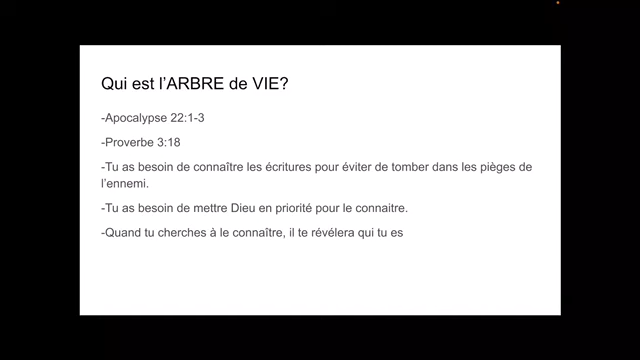 Qui est l’ARBRE de VIE?
-Apocalypse 22:1-3
-Proverbe 3:18
-Tu as besoin de connaître les écritures pour éviter de tomber dans les pièges de
l’ennemi.
-Tu as besoin de mettre Dieu en priorité pour le connaitre.
-Quand tu cherches à le connaître, il te révélera qui tu es